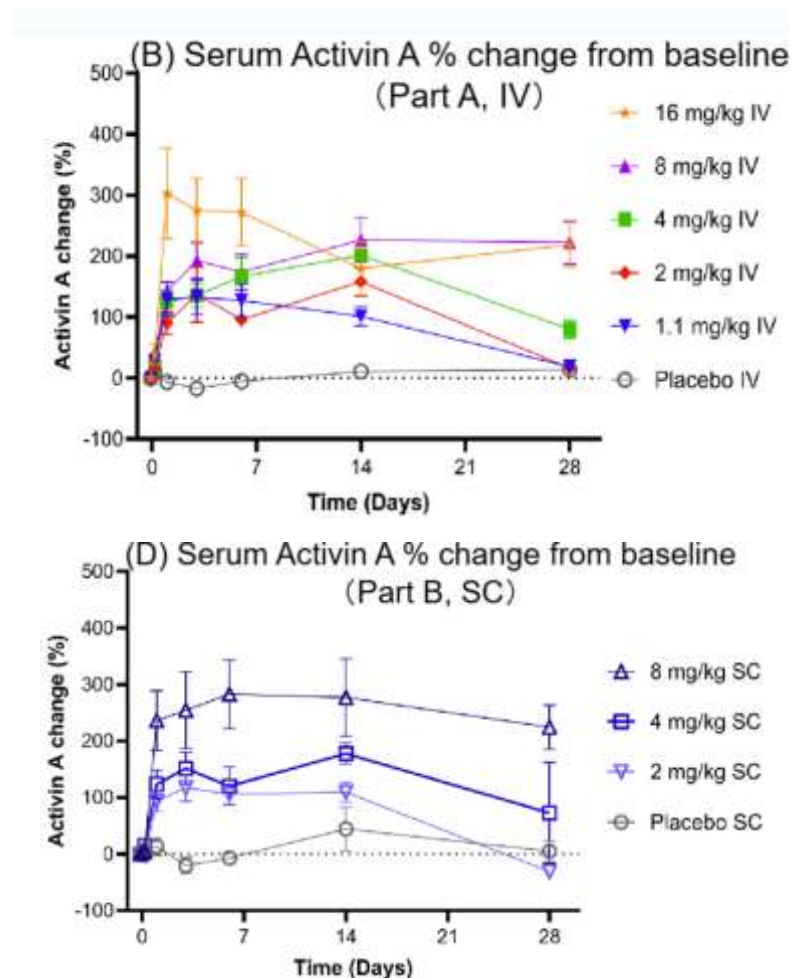 (B) Serum Activin A % change from baseline
（Part A, IV）
Activin A change (%)
500
400
300
200
100
0
-100
0
7
14
21
28
Time (Days)
16 mg/kg IV
8 mg/kg IV
4 mg/kg IV
2 mg/kg IV
1.1 mg/kg IV
Placebo IV
(D) Serum Activin A % change from baseline
（Part B, SC）
Activin A change (%)
500
400
300
200
100
0
-100
0
7
14
21
28
Time (Days)
8 mg/kg SC
4 mg/kg SC
2 mg/kg SC
Placebo SC